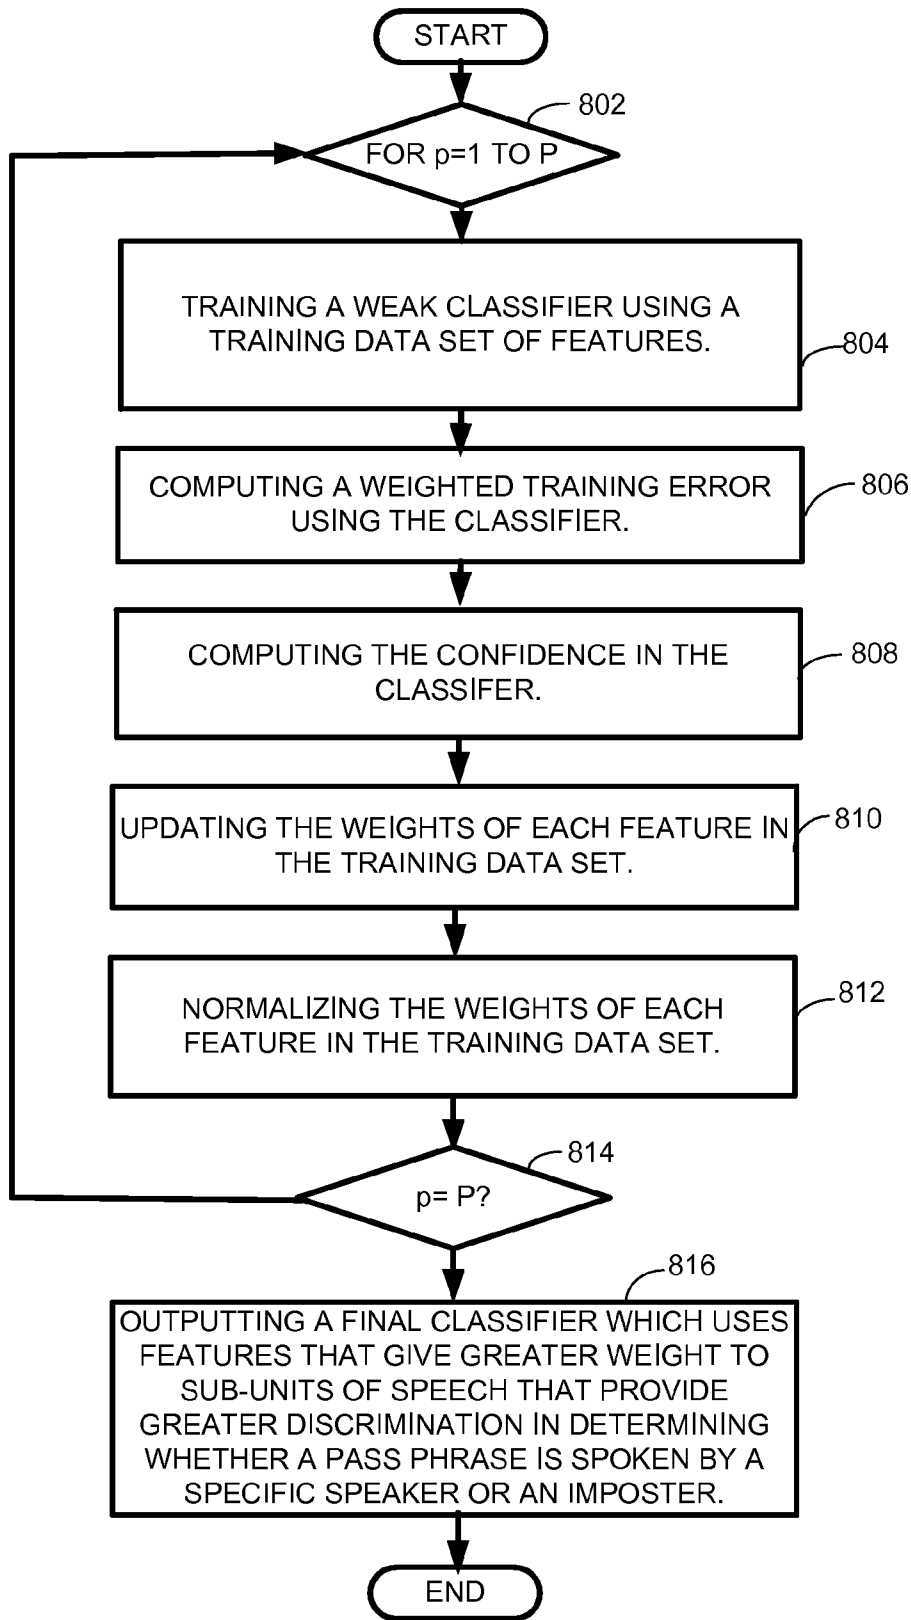 START
802
FOR p=1 TO P
TRAINING A WEAK CLASSIFIER USING A
TRAINING DATA SET OF FEATURES.
804
COMPUTING A WEIGHTED TRAINING ERROR
USING THE CLASSIFIER.
806
COMPUTING THE CONFIDENCE IN THE
CLASSIFER.
808
UPDATING THE WEIGHTS OF EACH FEATURE IN
THE TRAINING DATA SET.
810
NORMALIZING THE WEIGHTS OF EACH
FEATURE IN THE TRAINING DATA SET.
812
814
p= P?
816
OUTPUTTING A FINAL CLASSIFIER WHICH USES
FEATURES THAT GIVE GREATER WEIGHT TO
SUB-UNITS OF SPEECH THAT PROVIDE
GREATER DISCRIMINATION IN DETERMINING
WHETHER A PASS PHRASE IS SPOKEN BY A
SPECIFIC SPEAKER OR AN IMPOSTER.
END